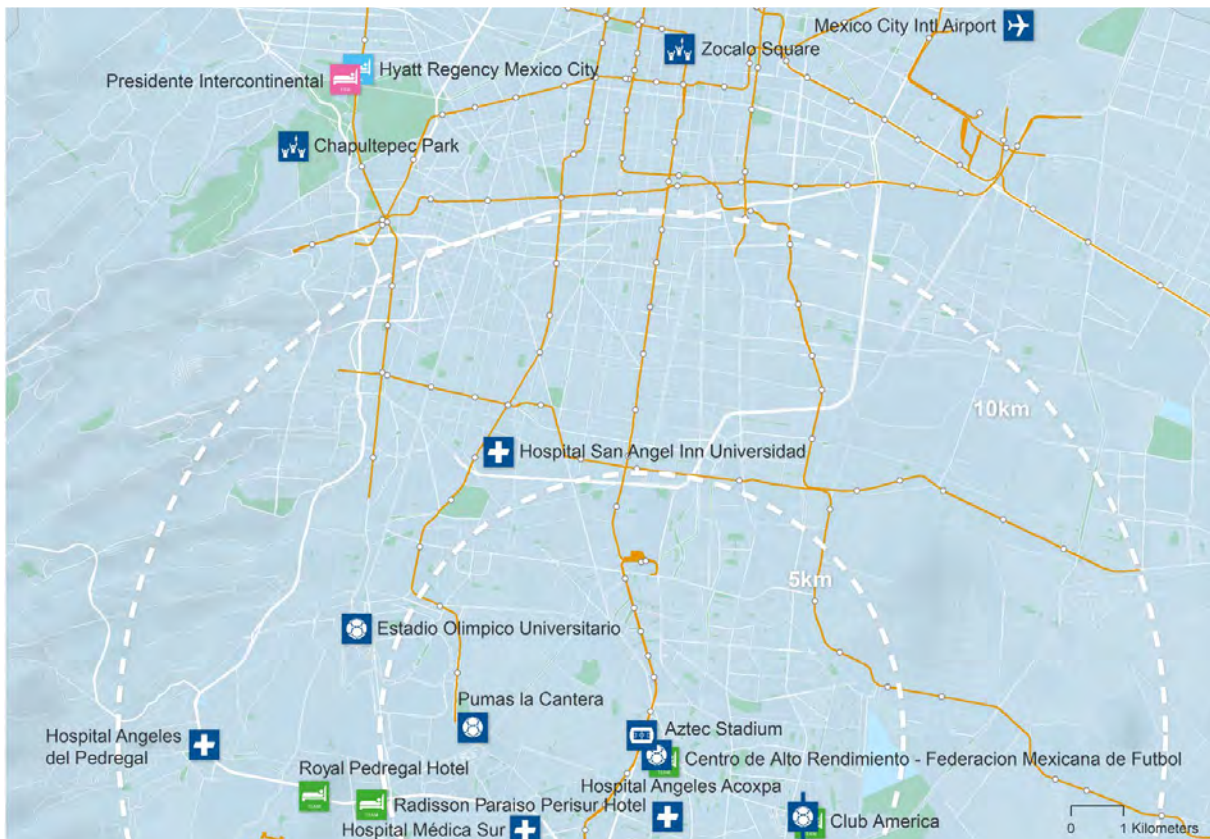 Mexico City Intl Airport
Zocalo Square
Hyatt Regency Mexico City
Presidente Intercontinental
Chapultepec Park
10km
Hospital San Angel Inn Universidad
5km
Estadio Olimpico Universitario
Pumas la Cantera
Aztec Stadium
Hospital Angeles
del Pedregal
Centro de Alto Rendimiento - Federacion Mexicana de Futbol
Royal Pedregal Hotel
Hospital Angeles Acoxpa
Radisson Paraiso Perisur Hotel
Club America
Hospital Médica Sur
0 1 Kilometers